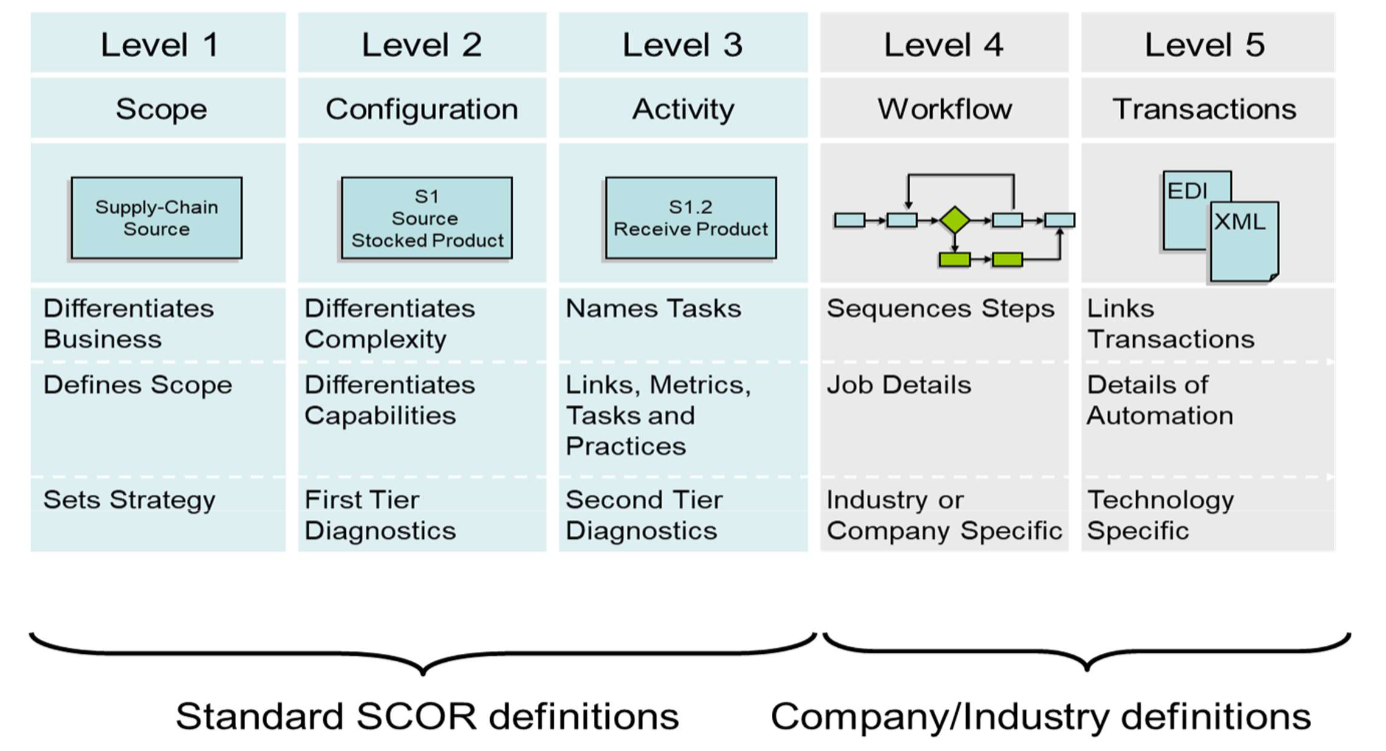 Level 1
Level 2
Level 3
Level 4
Level 5
Scope
Configuration
Activity
Workflow
Transactions
Supply-Chain
Source
S1
Source
Stocked Product
S1.2
Receive Product
EDI
XML
Differentiates
Business
Differentiates
Complexity
Names Tasks
Sequences Steps
Links
Transactions
Defines Scope
Differentiates
Capabilities
Links, Metrics,
Tasks and
Practices
Job Details
Details of
Automation
Sets Strategy
First Tier
Diagnostics
Second Tier
Diagnostics
Industry or
Company Specific
Technology
Specific
Standard SCOR definitions
Company/Industry definitions